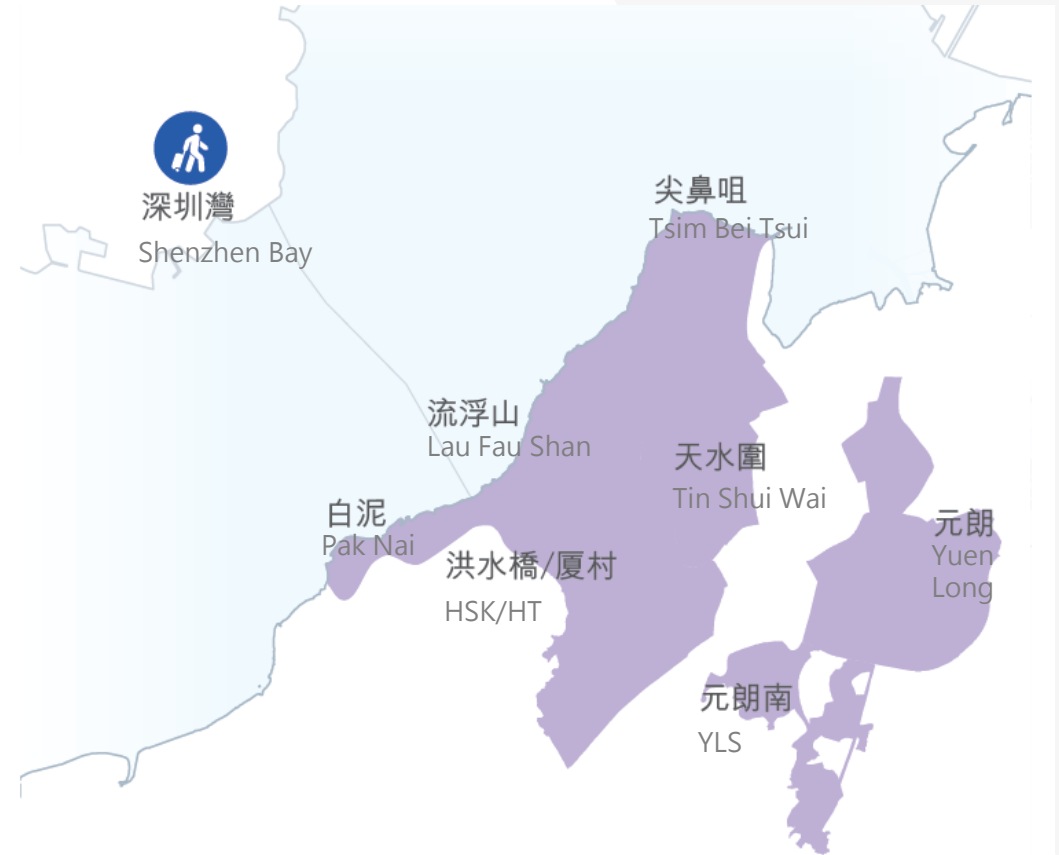 深圳灣
Shenzhen Bay
尖鼻咀
Tsim Bei Tsui
流浮山
Lau Fau Shan
天水圍
Tin Shui Wai
白泥
Pak Nai
洪水橋/厦村
HSK/HT
元朗
Yuen
Long
元朗南
YLS